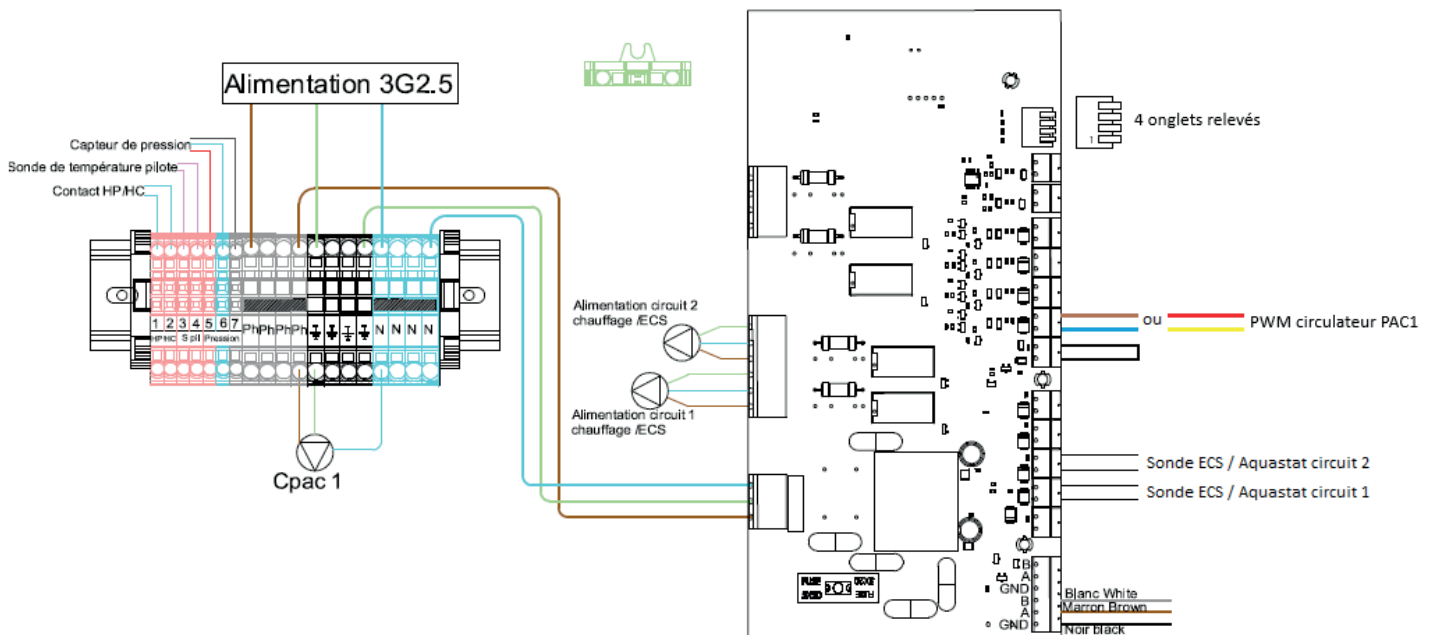 Alimentation 3G2.5
Capteur de pression
Sonde de température pilote
Contact HP/HC
1 2 3 4 5 6 7
HP/HC Split Pression
Ph Ph Ph Ph
N N N N
Cpac 1
Alimentation circuit 2
chauffage /ECS
Alimentation circuit 1
chauffage /ECS
1
4 onglets relevés
ou
PWM circulateur PAC1
Sonde ECS / Aquastat circuit 2
Sonde ECS / Aquastat circuit 1
B
A
GND
B
A
GND
Blanc White
Marron Brown
Noir black
FUSE